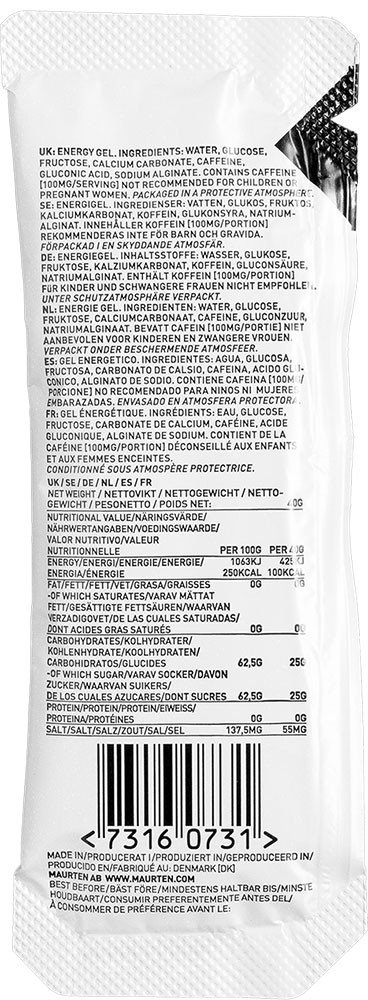 UK: ENERGY GEL. INGREDIENTS: WATER, GLUCOSE,
FRUCTOSE, CALCIUM CARBONATE, CAFFEINE,
GLUCONIC ACID, SODIUM ALGINATE. CONTAINS CAFFEINE
[100MG/SERVING] NOT RECOMMENDED FOR CHILDREN OR
PREGNANT WOMEN. PACKAGED IN A PROTECTIVE ATMOSPHERE.
SE: ENERGIGEL. INGREDIENSER: VATTEN, GLUKOS, FRUKTOS,
KALCIUMKARBONAT, KOFFEIN, GLUKONSYRA, NATRIUM-
ALGINAT. INNEHÅLLER KOFFEIN [100MG/PORTION]
REKOMMENDERAS INTE FÖR BARN OCH GRAVIDA.
FÖRPACKAD I EN SKYDDANDE ATMOSFÄR.
DE: ENERGIEGEL. INHALTSSTOFFE: WASSER, GLUKOSE,
FRUKTOSE, KALZIUMKARBONAT, KOFFEIN, GLUCONSÄURE,
NATRIUMALGINAT. ENTHÄLT KOFFEIN [100MG/PORTION]
FÜR KINDER UND SCHWANGERE FRAUEN NICHT EMPFOHLEN.
UNTER SCHUTZATMOSPHÄRE VERPACKT.
NL: ENERGIE GEL. INGREDIENTEN: WATER, GLUCOSE,
FRUCTOSE, CALCIUMCARBONAAT, CAFEINE, GLUCONZUUR,
NATRIUMALGINAAT. BEVATT CAFEIN [100MG/PORTIE] NIET
AANBEVOLEN VOOR KINDEREN EN ZWANGERE VROUEN.
VERPACKT ONDER BESCHERMENDE ATMOSFEER.
ES: GEL ENERGETICO. INGREDIENTES: AGUA, GLUCOSA,
FRUCTOSA, CARBONATO DE CALSIO, CAFEINA, ACIDO GLU-
CONICO, ALGINATO DE SODIO. CONTIENE CAFEINA [100MG/
PORCIONE] NO RECOMENDADO PARA NINOS NI MUJERES
EMBARAZADAS. ENVASADO EN ATMOSFERA PROTECTORA.
FR: GEL ÉNERGÉTIQUE. INGRÉDIENTS: EAU, GLUCOSE,
FRUCTOSE, CARBONATE DE CALCIUM, CAFÉINE, ACIDE
GLUCONIQUE, ALGINATE DE SODIUM. CONTIENT DE LA
CAFÉINE [100MG/PORTION] DÉCONSEILLÉ AUX ENFANTS
ET AUX FEMMES ENCEINTES.
CONDITIONNÉ SOUS ATMOSPÈRE PROTECTRICE.
UK / SE / DE / NL / ES / FR
NET WEIGHT / NETTOVIKT / NETTOGEWICHT / NETTO-
GEWICHT / PESONETTO / POIDS NET: 40G
NUTRITIONAL VALUE/NÄRINGSVÄRDE/
NÄHRWERTANGABEN/VOEDINGSWAARDE/
VALOR NUTRITIVO/VALEUR
NUTRITIONNELLE PER 100G PER 40G
ENERGY/ENERGI/ENERGIE/ENERGIE/ 1063KJ 425KJ
ENERGIA/ÉNERGIE 250KCAL 100KCAL
FAT/FETT/FETT/VET/GRASA/GRAISSES 0G 0G
-OF WHICH SATURATES/VARAV MÄTTAT
FETT/GESÄTTIGTE FETTSÄUREN/WAARVAN
VERZADIGOVET/DE LAS CUALES SATURADAS/
DONT ACIDES GRAS SATURÉS 0G 0G
CARBOHYDRATES/KOLHYDRATER/
KOHLENHYDRATE/KOOLHYDRATEN/
CARBOHIDRATOS/GLUCIDES 62,5G 25G
-OF WHICH SUGAR/VARAV SOCKER/DAVON
ZUCKER/WAARVAN SUIKERS/
DE LOS CUALES AZUCARES/DONT SUCRES 62,5G 25G
PROTEIN/PROTEIN/PROTEIN/EIWEISS/
PROTEINA/PROTÉINES 0G 0G
SALT/SALT/SALZ/ZOUT/SAL/SEL 137,5MG 55MG
<7316 0731>
MADE IN/PRODUCERAT I/PRODUZIERT IN/GEPRODUCEERD IN/
PRODUCIDO EN/FABRIQUÉ AU: DENMARK [DK]
MAURTEN AB WWW.MAURTEN.COM
BEST BEFORE/BÄST FÖRE/MINDESTENS HALTBAR BIS/MINSTE
HOUDBAART/CONSUMIR PREFERENTEMENTE ANTES DEL/
À CONSOMMER DE PRÉFÉRENCE AVANT LE: